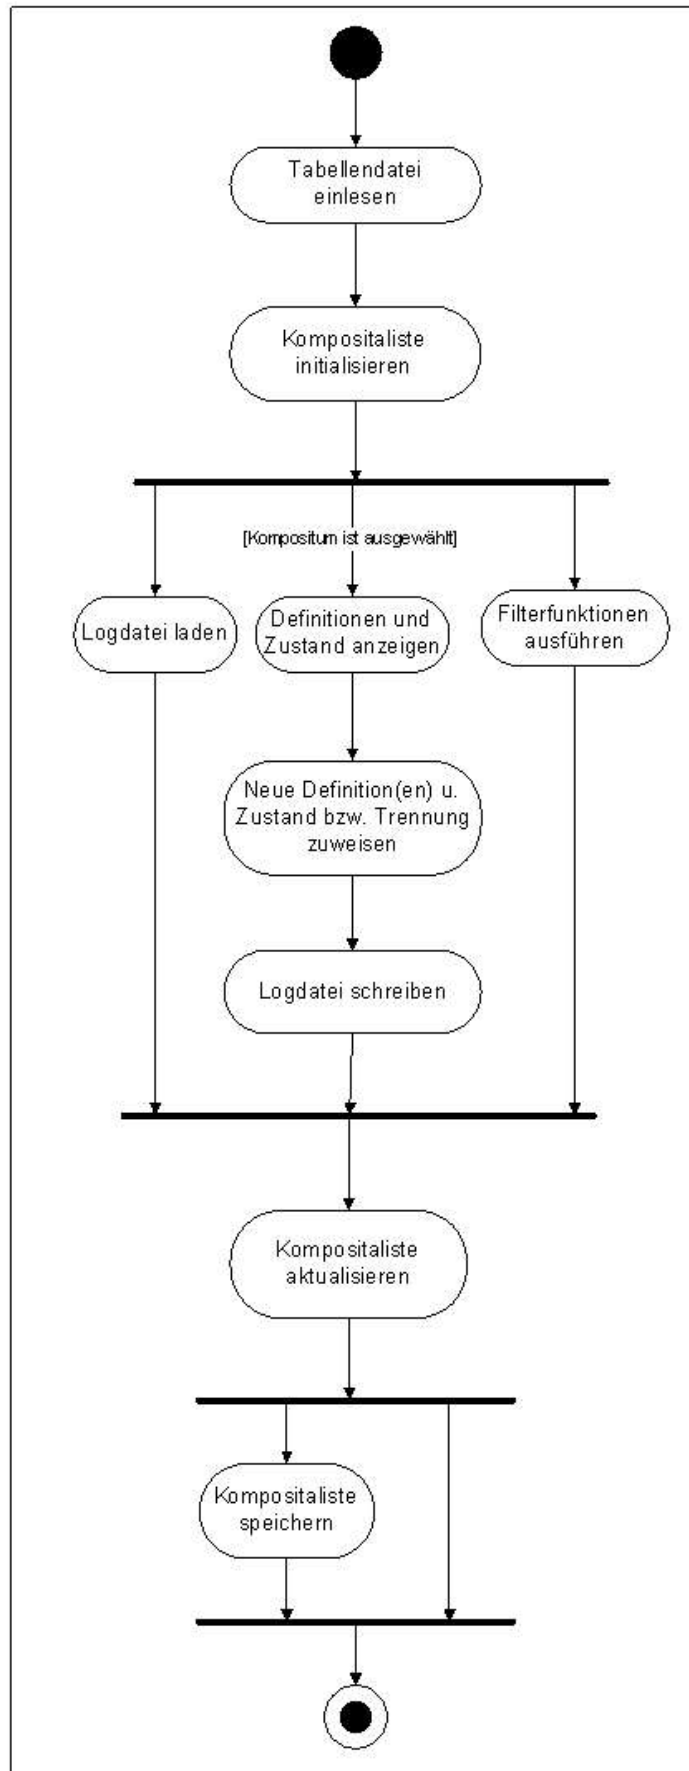 Tabellendatei
einlesen
Kompositaliste
initialisieren
[Kompositum ist ausgewählt]
Logdatei laden
Definitionen und
Zustand anzeigen
Filterfunktionen
ausführen
Neue Definition(en) u.
Zustand bzw. Trennung
zuweisen
Logdatei schreiben
Kompositaliste
aktualisieren
Kompositaliste
speichern